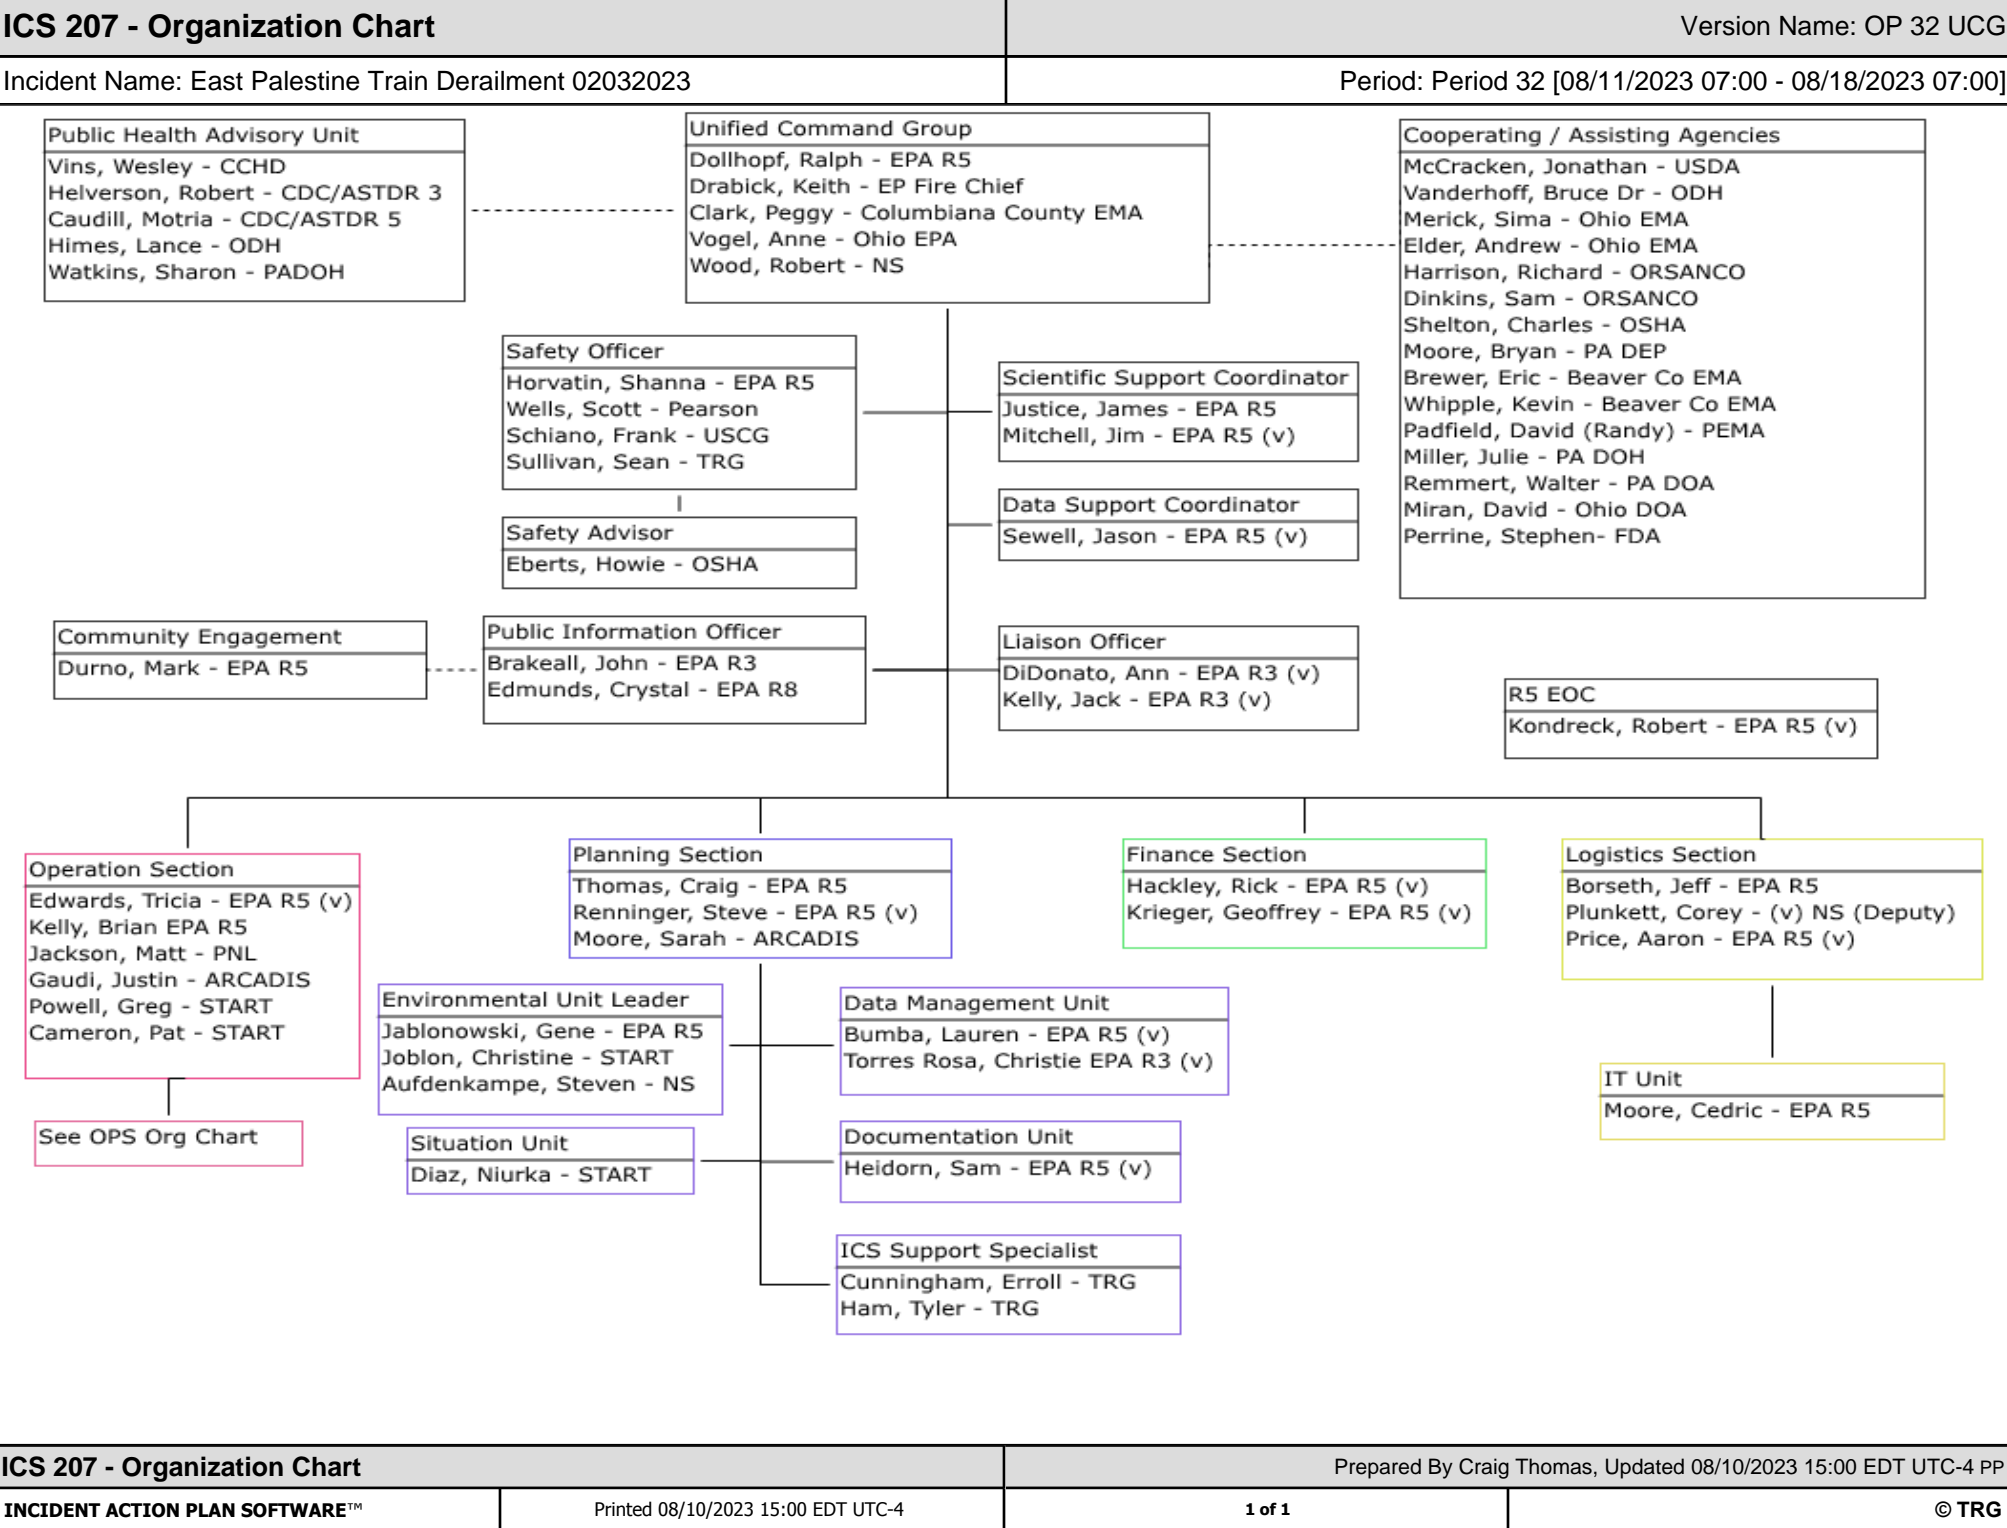 ICS 207 - Organization Chart
Version Name: OP 32 UCG
Incident Name: East Palestine Train Derailment 02032023
Period: Period 32 [08/11/2023 07:00 - 08/18/2023 07:00]
Public Health Advisory Unit
Vins, Wesley - CCHD
Helverson, Robert - CDC/ASTDR 3
Caudill, Motria - CDC/ASTDR 5
Himes, Lance - ODH
Watkins, Sharon - PADOH
Unified Command Group
Dollhopf, Ralph - EPA R5
Drabick, Keith - EP Fire Chief
Clark, Peggy - Columbiana County EMA
Vogel, Anne - Ohio EPA
Wood, Robert - NS
Cooperating / Assisting Agencies
McCracken, Jonathan - USDA
Vanderhoff, Bruce Dr - ODH
Merick, Sima - Ohio EMA
Elder, Andrew - Ohio EMA
Harrison, Richard - ORSANCO
Dinkins, Sam - ORSANCO
Shelton, Charles - OSHA
Moore, Bryan - PA DEP
Brewer, Eric - Beaver Co EMA
Whipple, Kevin - Beaver Co EMA
Padfield, David (Randy) - PEMA
Miller, Julie - PA DOH
Remmert, Walter - PA DOA
Miran, David - Ohio DOA
Perrine, Stephen- FDA
Safety Officer
Horvatin, Shanna - EPA R5
Wells, Scott - Pearson
Schiano, Frank - USCG
Sullivan, Sean - TRG
Scientific Support Coordinator
Justice, James - EPA R5
Mitchell, Jim - EPA R5 (v)
Safety Advisor
Eberts, Howie - OSHA
Data Support Coordinator
Sewell, Jason - EPA R5 (v)
Community Engagement
Durno, Mark - EPA R5
Public Information Officer
Brakeall, John - EPA R3
Edmunds, Crystal - EPA R8
Liaison Officer
DiDonato, Ann - EPA R3 (v)
Kelly, Jack - EPA R3 (v)
R5 EOC
Kondreck, Robert - EPA R5 (v)
Operation Section
Edwards, Tricia - EPA R5 (v)
Kelly, Brian EPA R5
Jackson, Matt - PNL
Gaudi, Justin - ARCADIS
Powell, Greg - START
Cameron, Pat - START
See OPS Org Chart
Planning Section
Thomas, Craig - EPA R5
Renninger, Steve - EPA R5 (v)
Moore, Sarah - ARCADIS
Finance Section
Hackley, Rick - EPA R5 (v)
Krieger, Geoffrey - EPA R5 (v)
Logistics Section
Borseth, Jeff - EPA R5
Plunkett, Corey - (v) NS (Deputy)
Price, Aaron - EPA R5 (v)
Environmental Unit Leader
Jablonowski, Gene - EPA R5
Joblon, Christine - START
Aufdenkampe, Steven - NS
Data Management Unit
Bumba, Lauren - EPA R5 (v)
Torres Rosa, Christie EPA R3 (v)
IT Unit
Moore, Cedric - EPA R5
Situation Unit
Diaz, Niurka - START
Documentation Unit
Heidorn, Sam - EPA R5 (v)
ICS Support Specialist
Cunningham, Erroll - TRG
Ham, Tyler - TRG
ICS 207 - Organization Chart
Prepared By Craig Thomas, Updated 08/10/2023 15:00 EDT UTC-4 PP
INCIDENT ACTION PLAN SOFTWARE™
Printed 08/10/2023 15:00 EDT UTC-4
1 of 1
© TRG